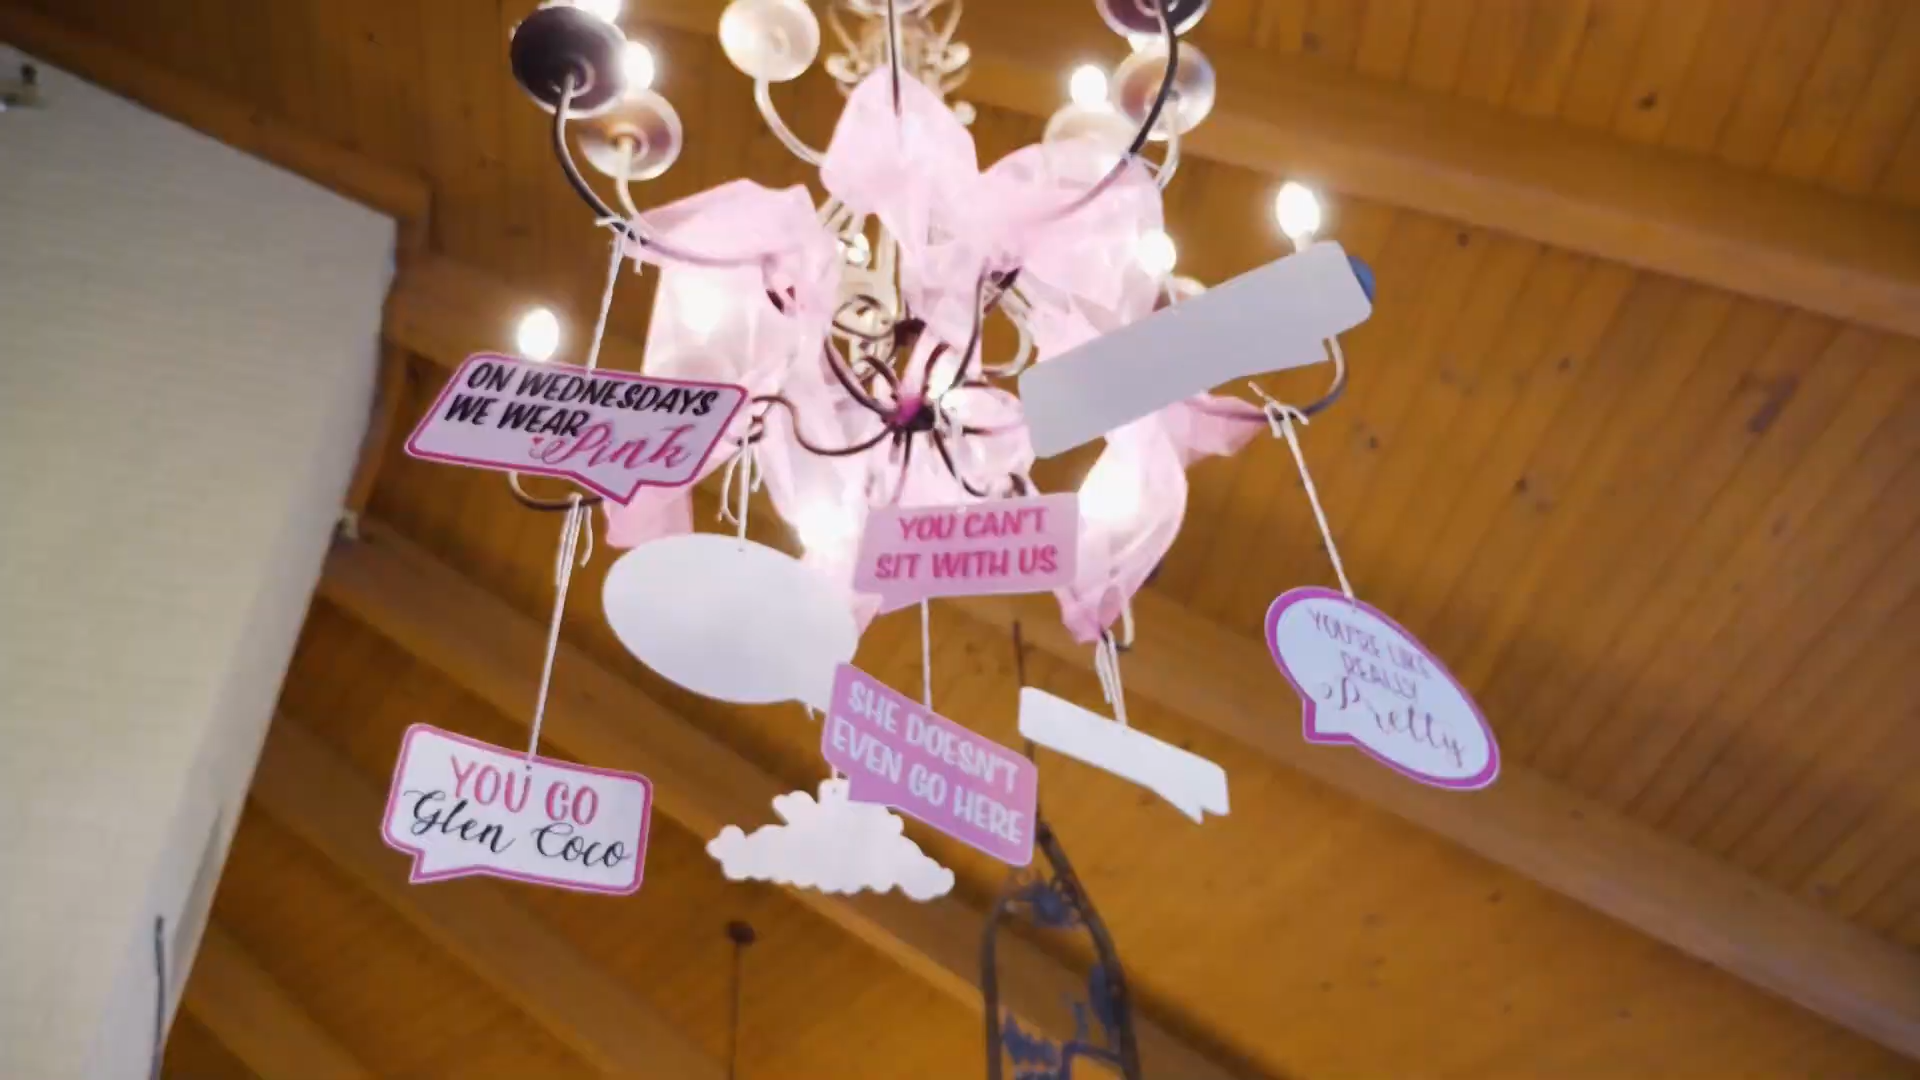 ON WEDNESDAYS
WE WEAR
Pink
YOU CAN'T
SIT WITH US
YOU'RE LIKE
REALLY
Pretty
SHE DOESN'T
EVEN GO HERE
YOU GO
Glen Coco